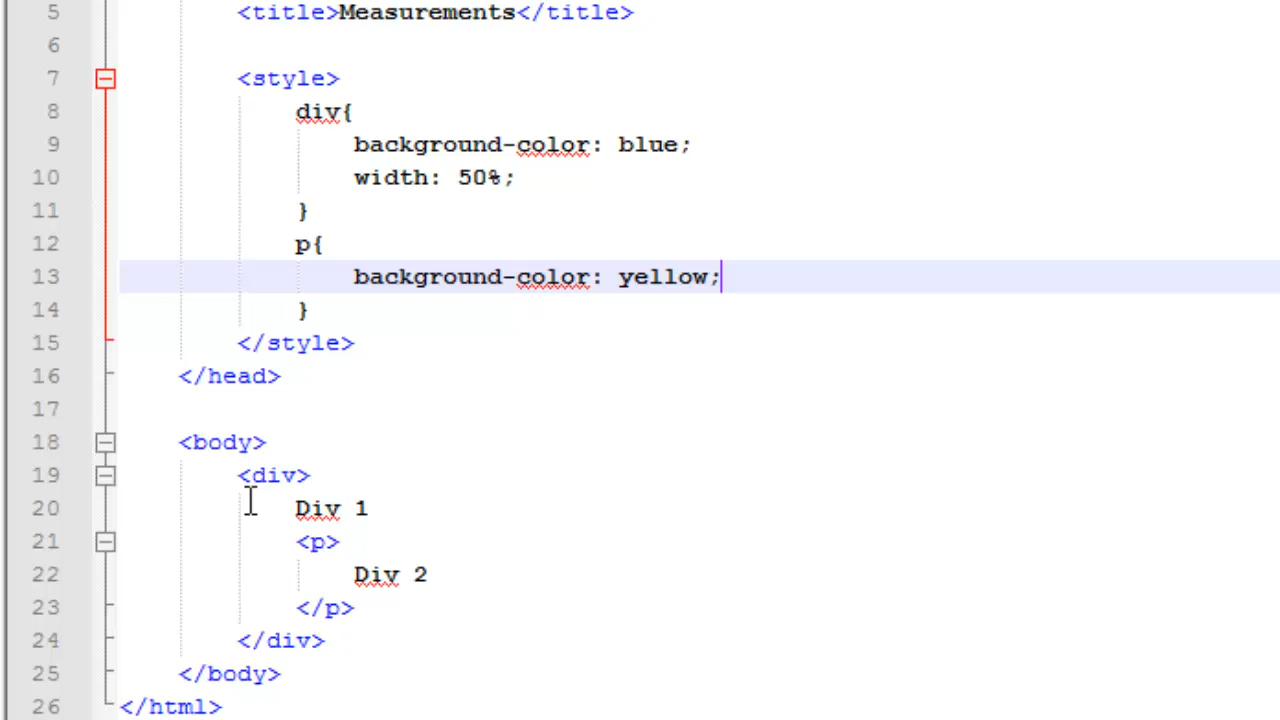 5 <title>Measurements</title>
6
7 <style>
8 div{
9 background-color: blue;
10 width: 50%;
11 }
12 p{
13 background-color: yellow;
14 }
15 </style>
16 </head>
17
18 <body>
19 <div>
20 Div 1
21 <p>
22 Div 2
23 </p>
24 </div>
25 </body>
26 </html>